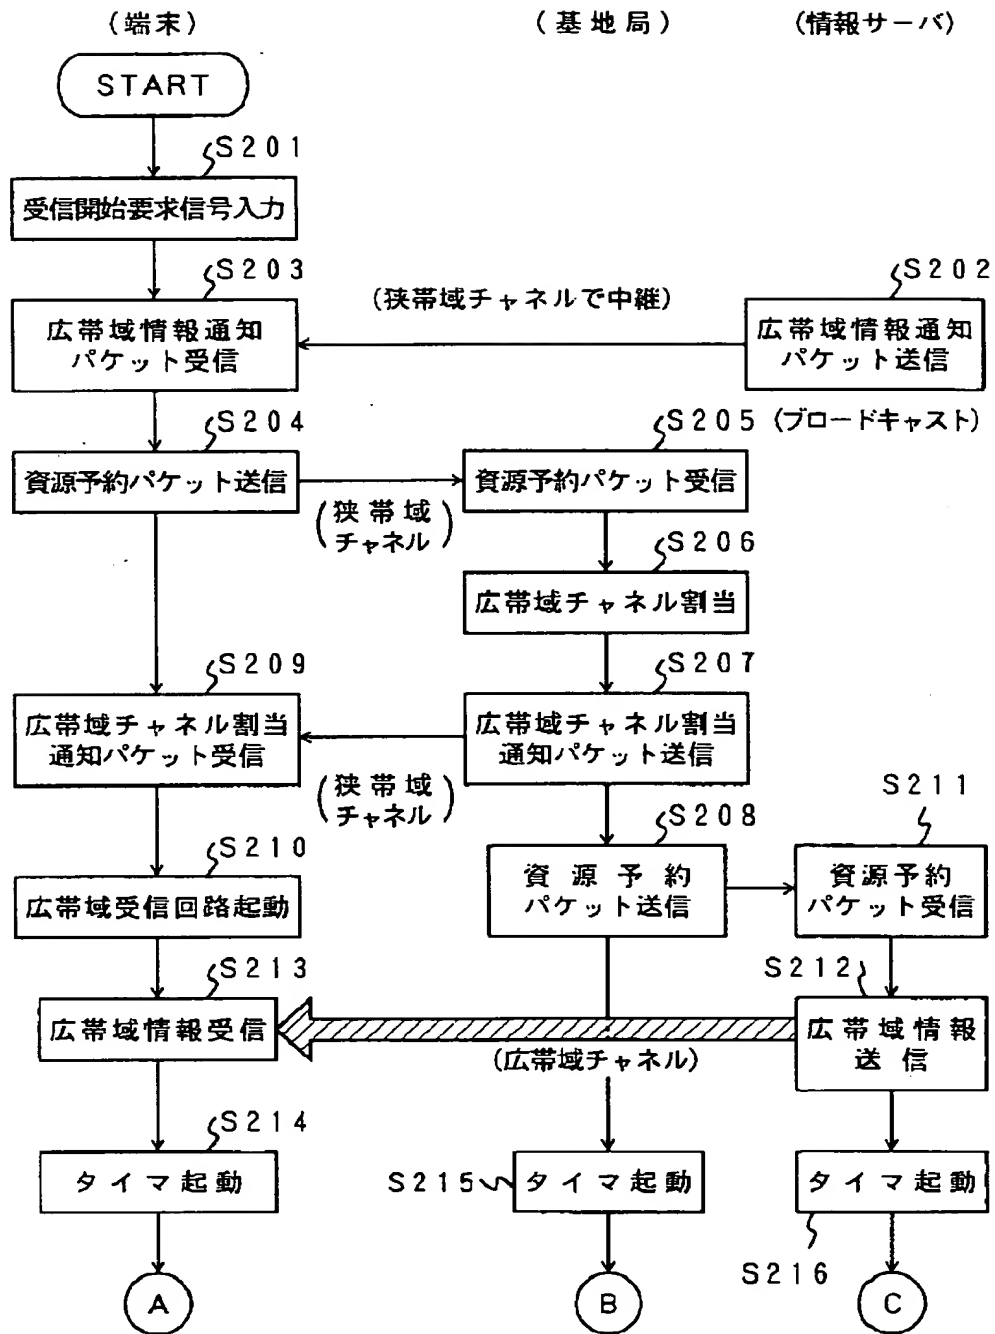 (端末)
(基地局)
(情報サーバ)
START
S201
受信開始要求信号入力
S203
S202
(狭帯域チャネルで中継)
広帯域情報通知
パケット受信
広帯域情報通知
パケット送信
S204
S205
(ブロードキャスト)
資源予約パケット送信
資源予約パケット受信
(狭帯域
チャネル)
S206
広帯域チャネル割当
S209
S207
広帯域チャネル割当
通知パケット受信
広帯域チャネル割当
通知パケット送信
(狭帯域
チャネル)
S208
S211
S210
資源予約
パケット送信
資源予約
パケット受信
広帯域受信回路起動
S213
S212
広帯域情報受信
広帯域情報
送信
(広帯域チャネル)
S214
タイマ起動
S215
タイマ起動
タイマ起動
S216
A
B
C